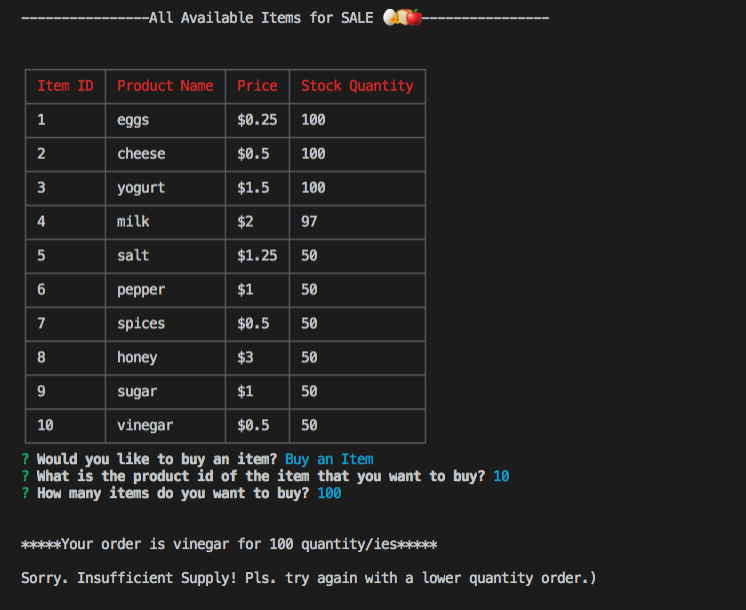 ----------------All Available Items for SALE 🥚🍞🍎----------------
Item ID Product Name Price Stock Quantity
1 eggs $0.25 100
2 cheese $0.5 100
3 yogurt $1.5 100
4 milk $2 97
5 salt $1.25 50
6 pepper $1 50
7 spices $0.5 50
8 honey $3 50
9 sugar $1 50
10 vinegar $0.5 50
? Would you like to buy an item? Buy an Item
? What is the product id of the item that you want to buy? 10
? How many items do you want to buy? 100
*****Your order is vinegar for 100 quantity/ies*****
Sorry. Insufficient Supply! Pls. try again with a lower quantity order.)